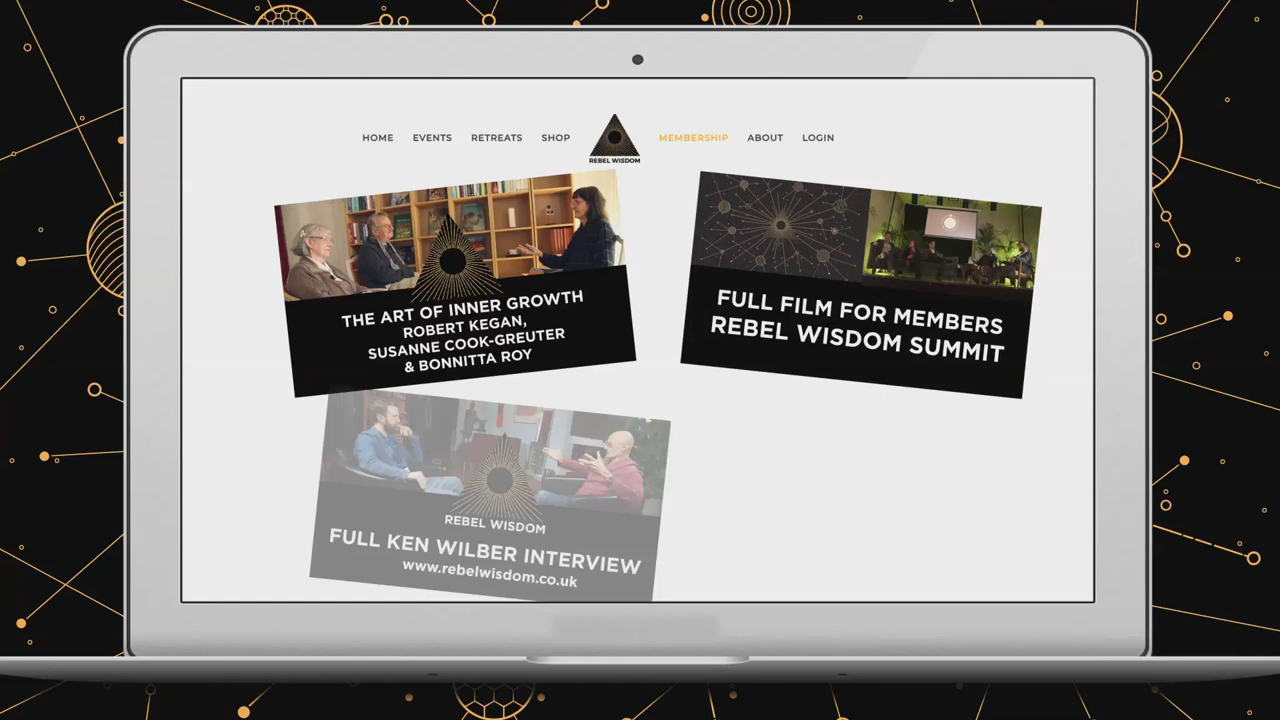 HOME EVENTS RETREATS SHOP MEMBERSHIP ABOUT LOGIN
REBEL WISDOM
THE ART OF INNER GROWTH
ROBERT KEGAN,
SUSANNE COOK-GREUTER
& BONNITTA ROY
FULL FILM FOR MEMBERS
REBEL WISDOM SUMMIT
REBEL WISDOM
FULL KEN WILBER INTERVIEW
www.rebelwisdom.co.uk